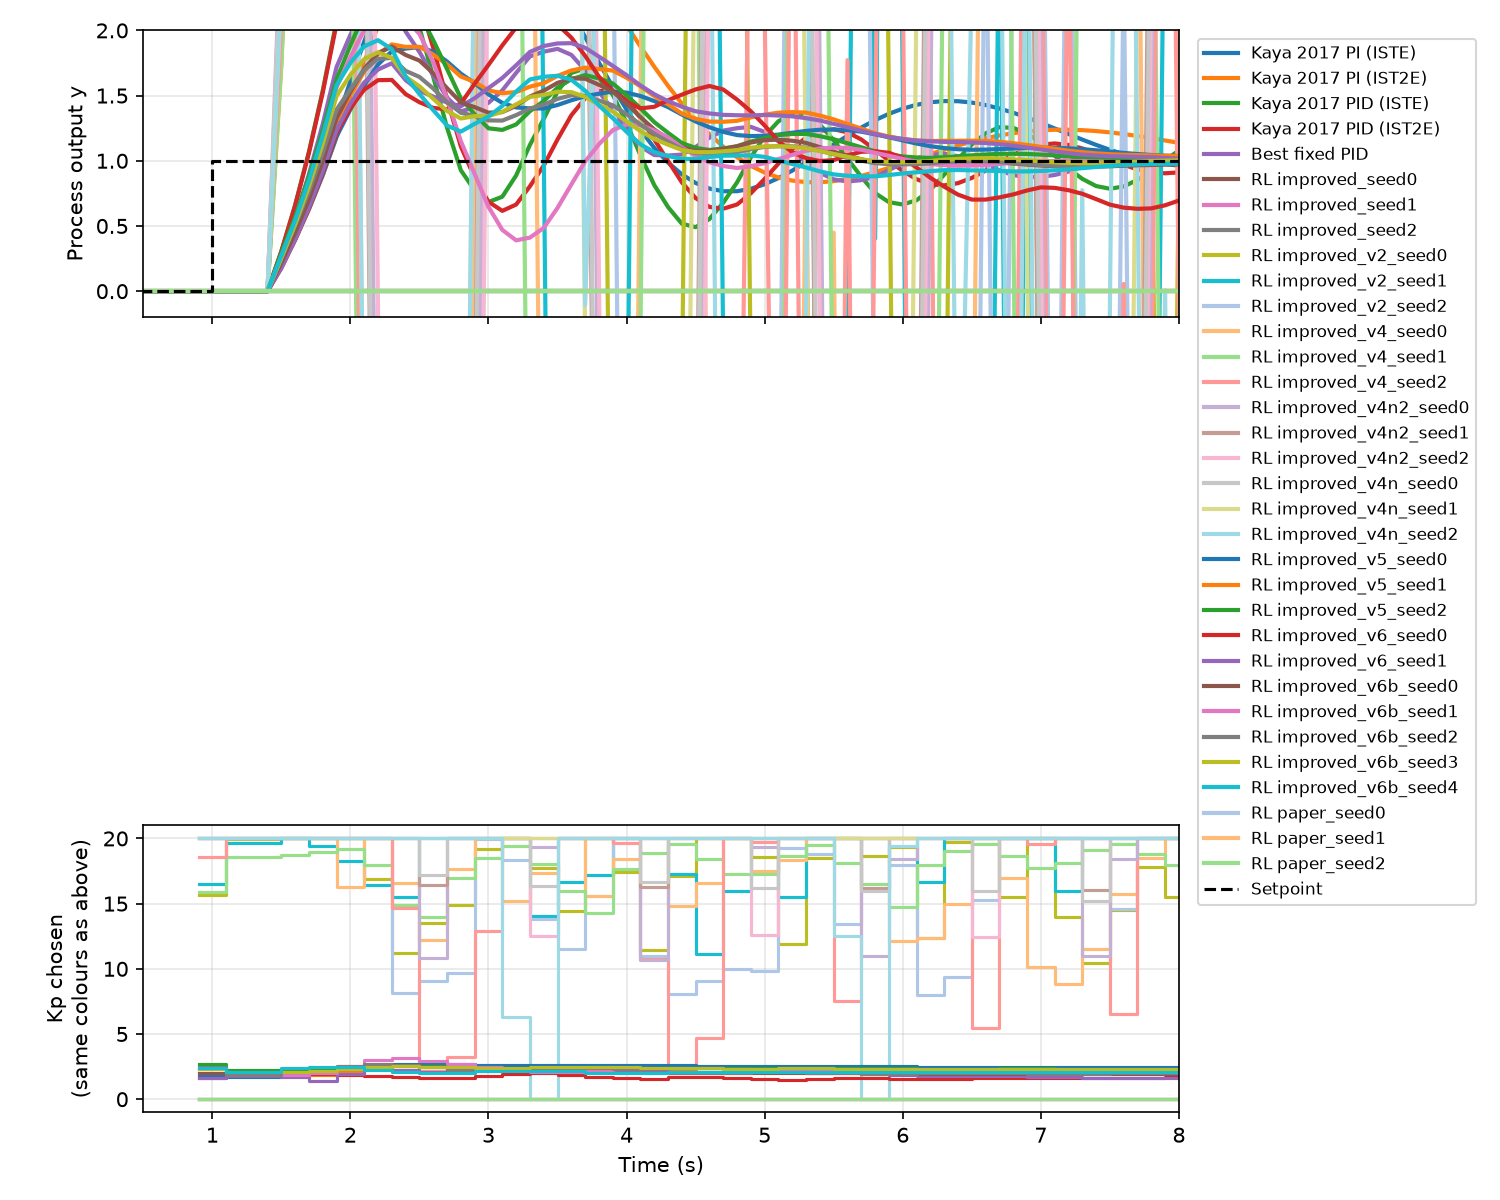 2.0
1.5
1.0
0.5
0.0
Process output y
Kaya 2017 PI (ISTE)
Kaya 2017 PI (IST2E)
Kaya 2017 PID (ISTE)
Kaya 2017 PID (IST2E)
Best fixed PID
RL improved_seed0
RL improved_seed1
RL improved_seed2
RL improved_v2_seed0
RL improved_v2_seed1
RL improved_v2_seed2
RL improved_v4_seed0
RL improved_v4_seed1
RL improved_v4_seed2
RL improved_v4n2_seed0
RL improved_v4n2_seed1
RL improved_v4n2_seed2
RL improved_v4n_seed0
RL improved_v4n_seed1
RL improved_v4n_seed2
RL improved_v5_seed0
RL improved_v5_seed1
RL improved_v5_seed2
RL improved_v6_seed0
RL improved_v6_seed1
RL improved_v6b_seed0
RL improved_v6b_seed1
RL improved_v6b_seed2
RL improved_v6b_seed3
RL improved_v6b_seed4
RL paper_seed0
RL paper_seed1
RL paper_seed2
Setpoint
20
15
10
5
0
Kp chosen
(same colours as above)
1 2 3 4 5 6 7 8
Time (s)